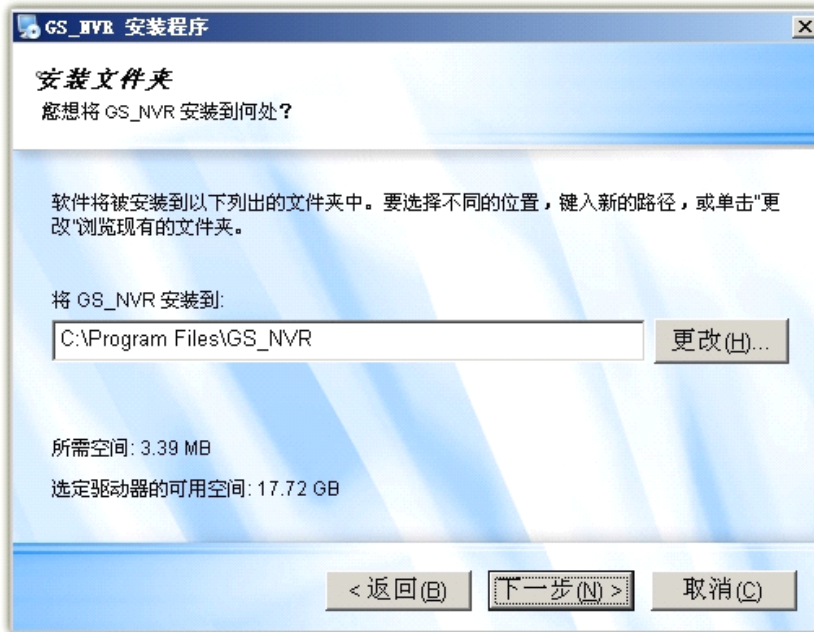 GS_NVR 安装程序
安装文件夹
您想将 GS_NVR 安装到何处?
软件将被安装到以下列出的文件夹中。要选择不同的位置，键入新的路径，或单击"更
改"浏览现有的文件夹。
将 GS_NVR 安装到:
C:\Program Files\GS_NVR
更改(H)...
所需空间: 3.39 MB
选定驱动器的可用空间: 17.72 GB
< 返回(B)
下一步(N) >
取消(C)